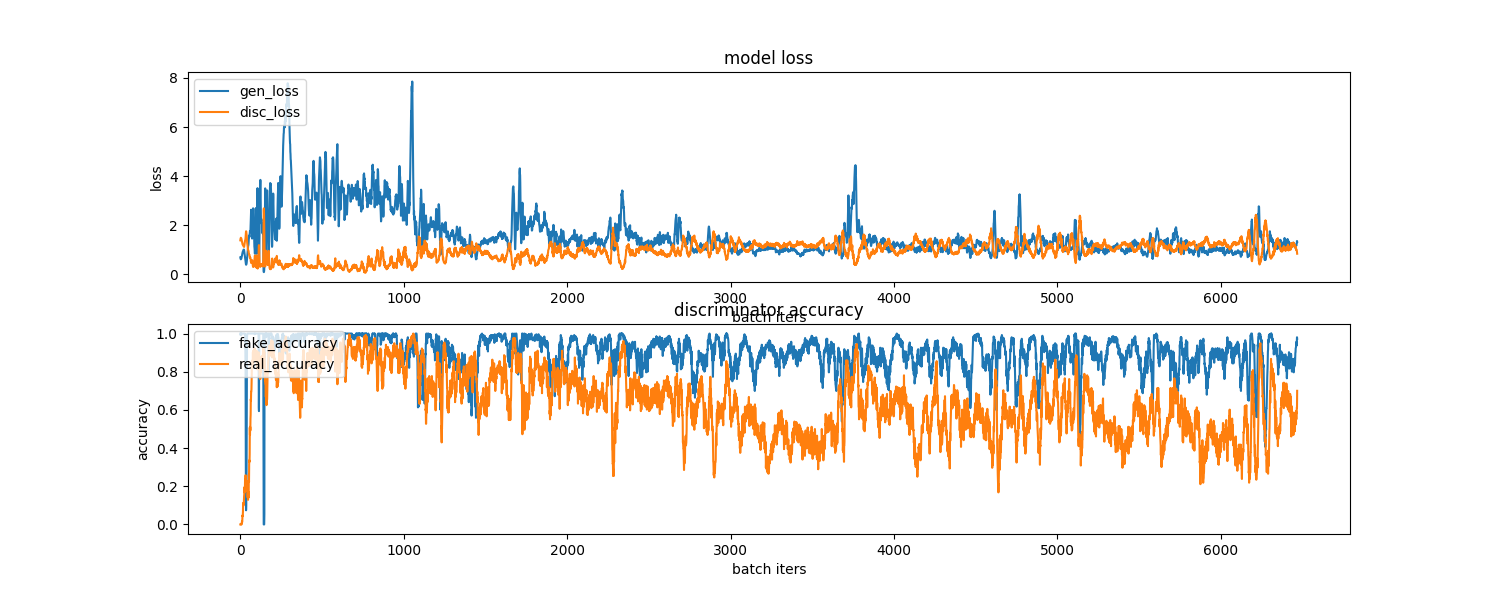 model loss
8
6
4
2
0
loss
gen_loss
disc_loss
0 1000 2000 3000 4000 5000 6000
batch iters
discriminator accuracy
1.0
0.8
0.6
0.4
0.2
0.0
accuracy
fake_accuracy
real_accuracy
0 1000 2000 3000 4000 5000 6000
batch iters